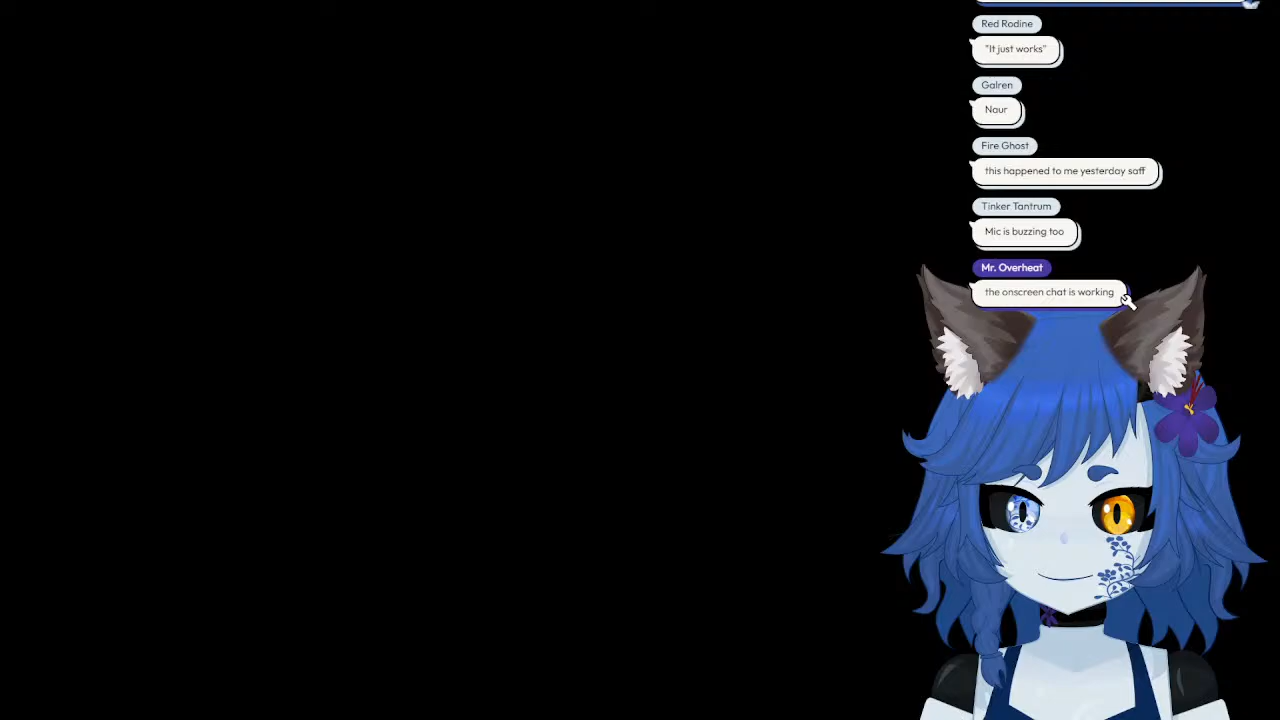 Red Rodine
"It just works"
Galren
Naur
Fire Ghost
this happened to me yesterday saff
Tinker Tantrum
Mic is buzzing too
Mr. Overheat
the onscreen chat is working